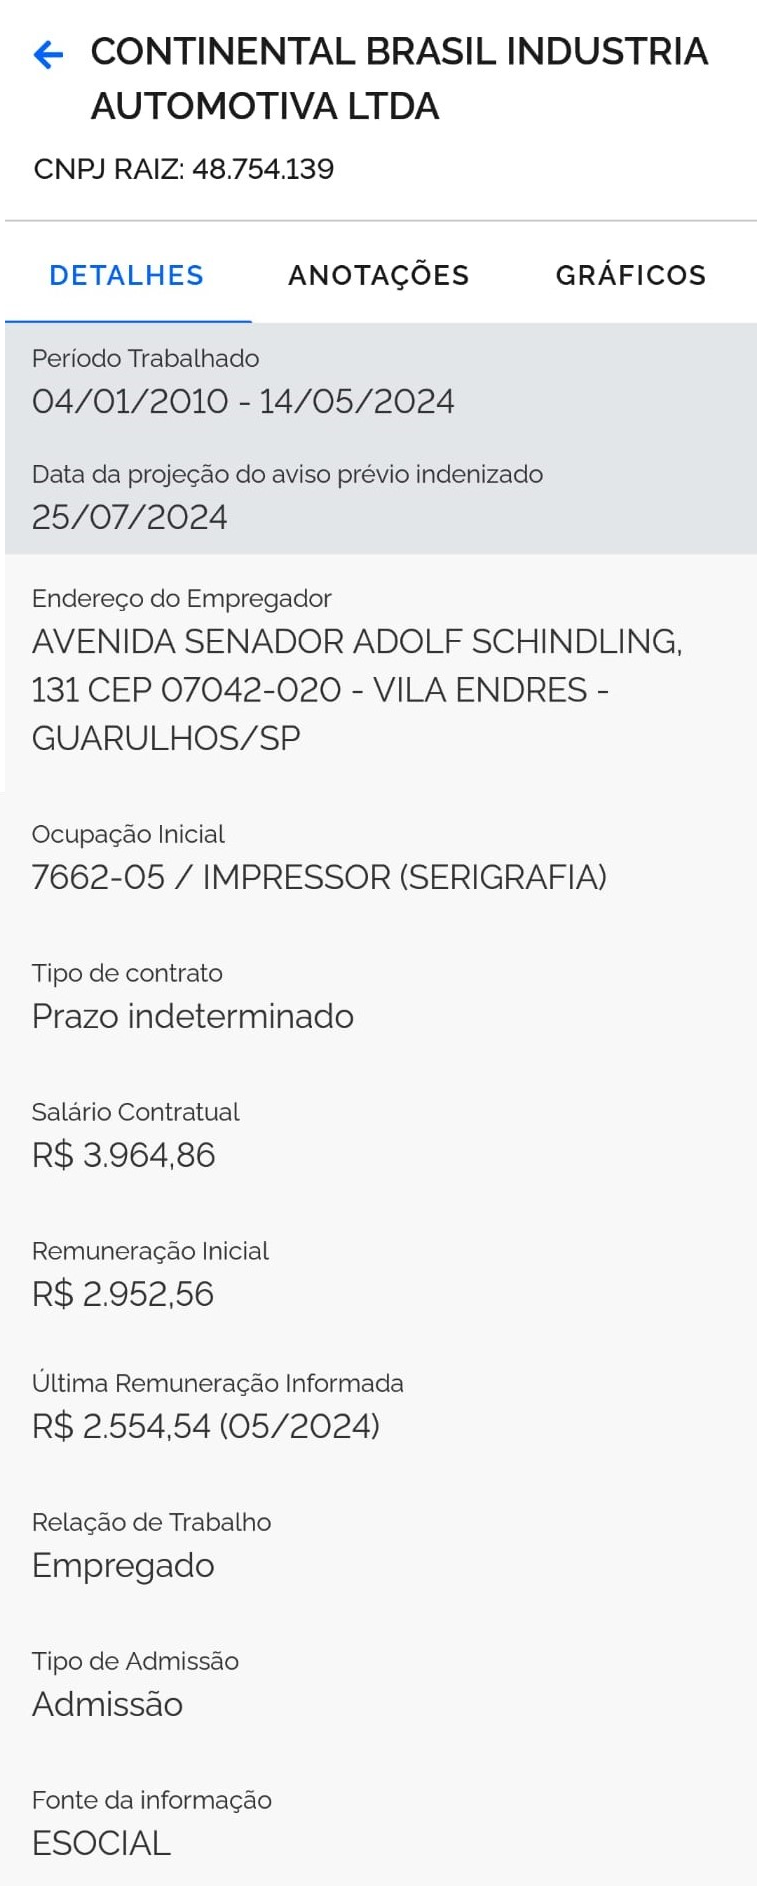 CONTINENTAL BRASIL INDUSTRIA
AUTOMOTIVA LTDA
CNPJ RAIZ: 48.754.139
DETALHES ANOTAÇÕES GRÁFICOS
Período Trabalhado
04/01/2010 - 14/05/2024
Data da projeção do aviso prévio indenizado
25/07/2024
Endereço do Empregador
AVENIDA SENADOR ADOLF SCHINDLING,
131 CEP 07042-020 - VILA ENDRES -
GUARULHOS/SP
Ocupação Inicial
7662-05 / IMPRESSOR (SERIGRAFIA)
Tipo de contrato
Prazo indeterminado
Salário Contratual
R$ 3.964,86
Remuneração Inicial
R$ 2.952,56
Última Remuneração Informada
R$ 2.554,54 (05/2024)
Relação de Trabalho
Empregado
Tipo de Admissão
Admissão
Fonte da informação
ESOCIAL